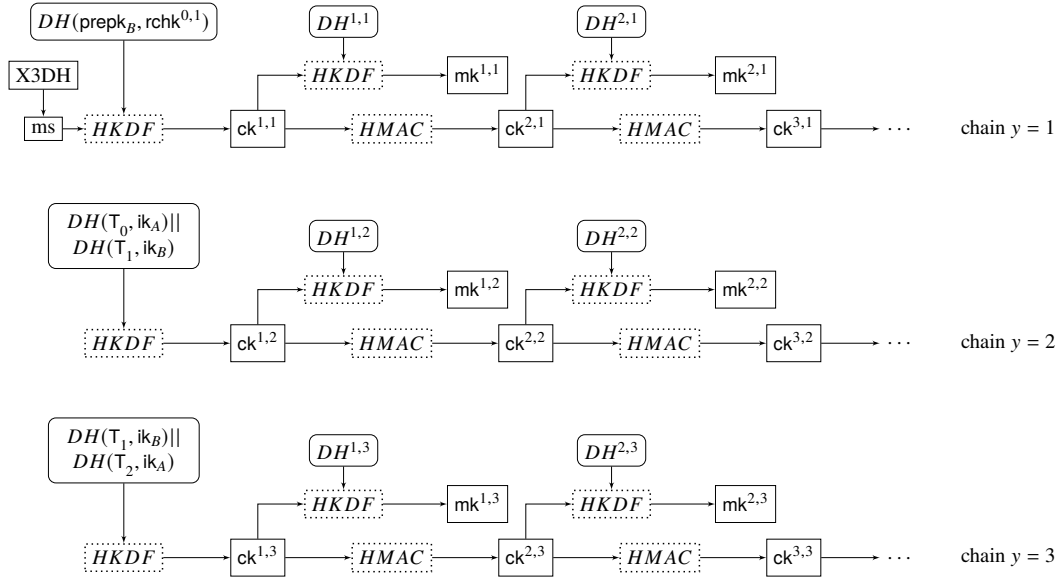 DH(prepk_B, rchk^{0,1})
DH^{1,1}
DH^{2,1}
X3DH
HKDF
mk^{1,1}
HKDF
mk^{2,1}
ms
HKDF
ck^{1,1}
HMAC
ck^{2,1}
HMAC
ck^{3,1}
···
chain y = 1
DH(T_0, ik_A)||
DH(T_1, ik_B)
DH^{1,2}
DH^{2,2}
HKDF
mk^{1,2}
HKDF
mk^{2,2}
HKDF
ck^{1,2}
HMAC
ck^{2,2}
HMAC
ck^{3,2}
···
chain y = 2
DH(T_1, ik_B)||
DH(T_2, ik_A)
DH^{1,3}
DH^{2,3}
HKDF
mk^{1,3}
HKDF
mk^{2,3}
HKDF
ck^{1,3}
HMAC
ck^{2,3}
HMAC
ck^{3,3}
···
chain y = 3